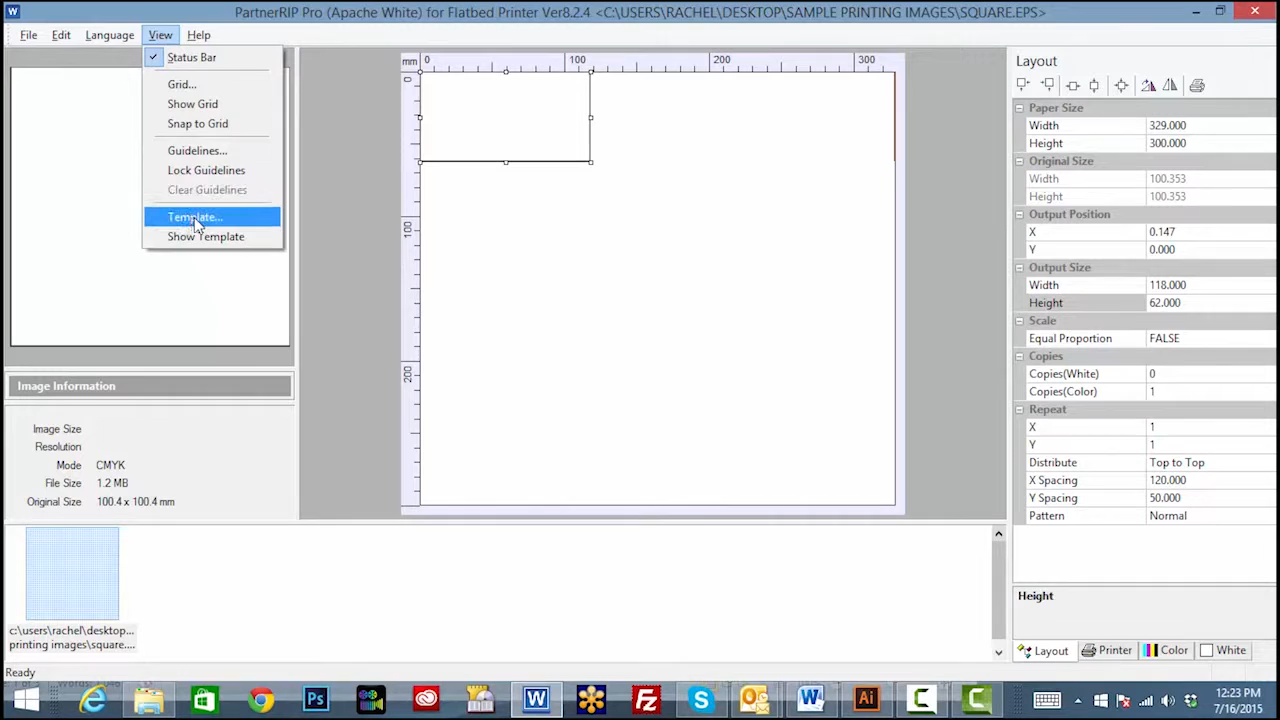 W PartnerRIP Pro (Apache White) for Flatbed Printer Ver8.2.4 <C:\USERS\RACHEL\DESKTOP\SAMPLE PRINTING IMAGES\SQUARE.EPS>
File Edit Language View Help
Status Bar
Grid...
Show Grid
Snap to Grid
Guidelines...
Lock Guidelines
Clear Guidelines
Template...
Show Template
mm 0 100 200 300
0
100
200
Image Information
Image Size
Resolution
Mode CMYK
File Size 1.2 MB
Original Size 100.4 x 100.4 mm
c:\users\rachel\desktop...
printing images\square....
Layout
Paper Size
Width 329.000
Height 300.000
Original Size
Width 100.353
Height 100.353
Output Position
X 0.147
Y 0.000
Output Size
Width 118.000
Height 62.000
Scale
Equal Proportion FALSE
Copies
Copies(White) 0
Copies(Color) 1
Repeat
X 1
Y 1
Distribute Top to Top
X Spacing 120.000
Y Spacing 50.000
Pattern Normal
Height
Layout Printer Color White
Ready
12:23 PM
7/16/2015